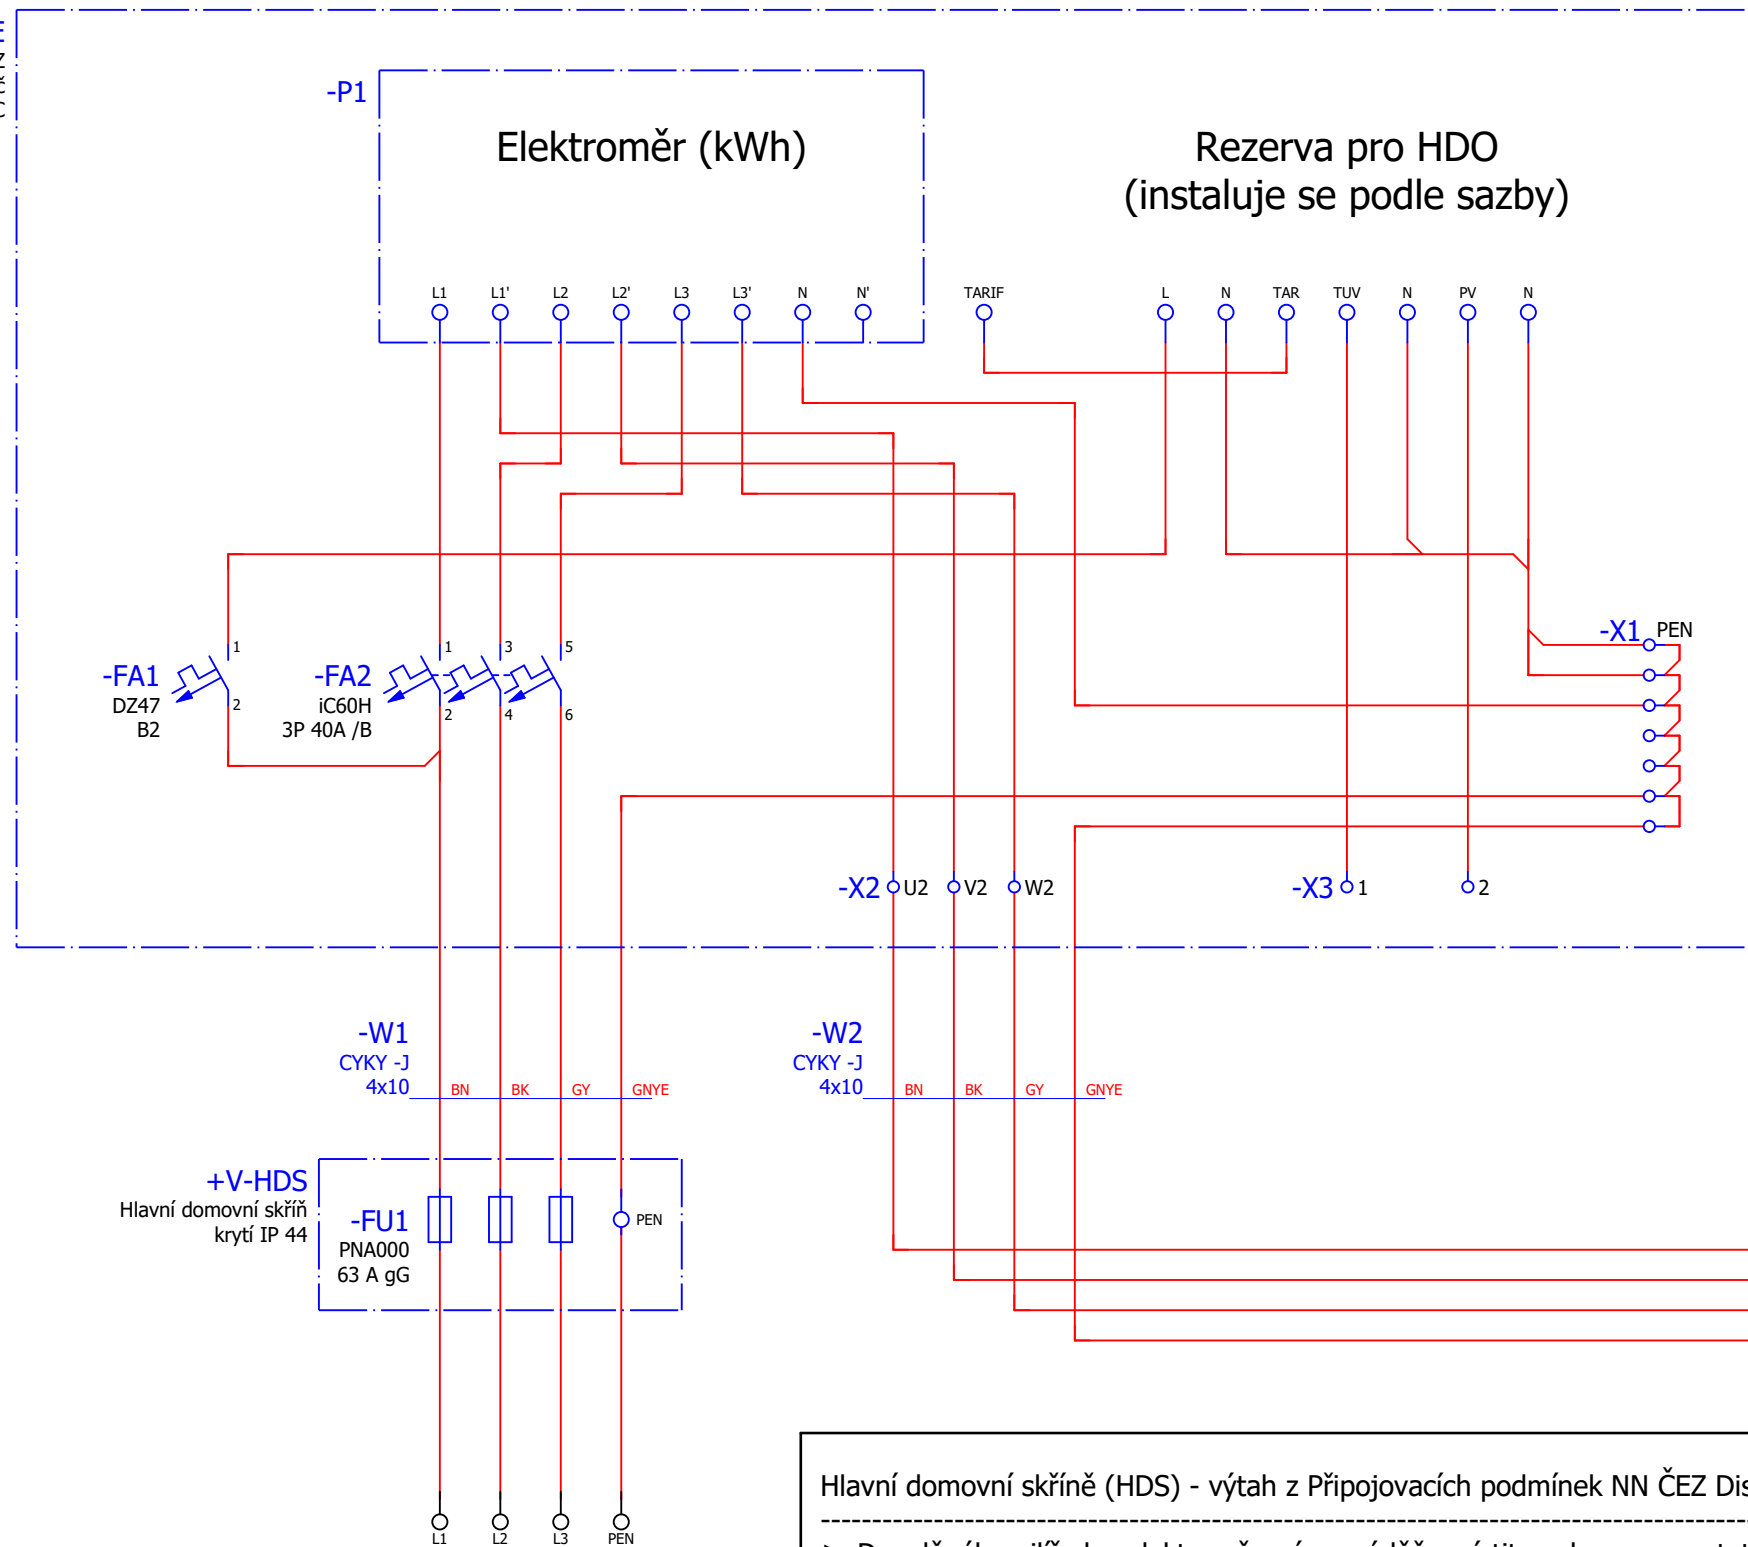 -P1
Elektroměr (kWh)
Rezerva pro HDO
(instaluje se podle sazby)
L1 L1' L2 L2' L3 L3' N N' TARIF L N TAR TUV N PV N
-FA1
DZ47
B2
1
2
-FA2
iC60H
3P 40A /B
1 3 5
2 4 6
-X1 PEN
-X2 U2 V2 W2
-X3 1 2
-W1
CYKY -J
4x10
BN BK GY GNYE
-W2
CYKY -J
4x10
BN BK GY GNYE
+V-HDS
Hlavní domovní skříň
krytí IP 44
-FU1
PNA000
63 A gG
PEN
L1 L2 L3 PEN
Hlavní domovní skříně (HDS) - výtah z Připojovacích podmínek NN ČEZ Dis